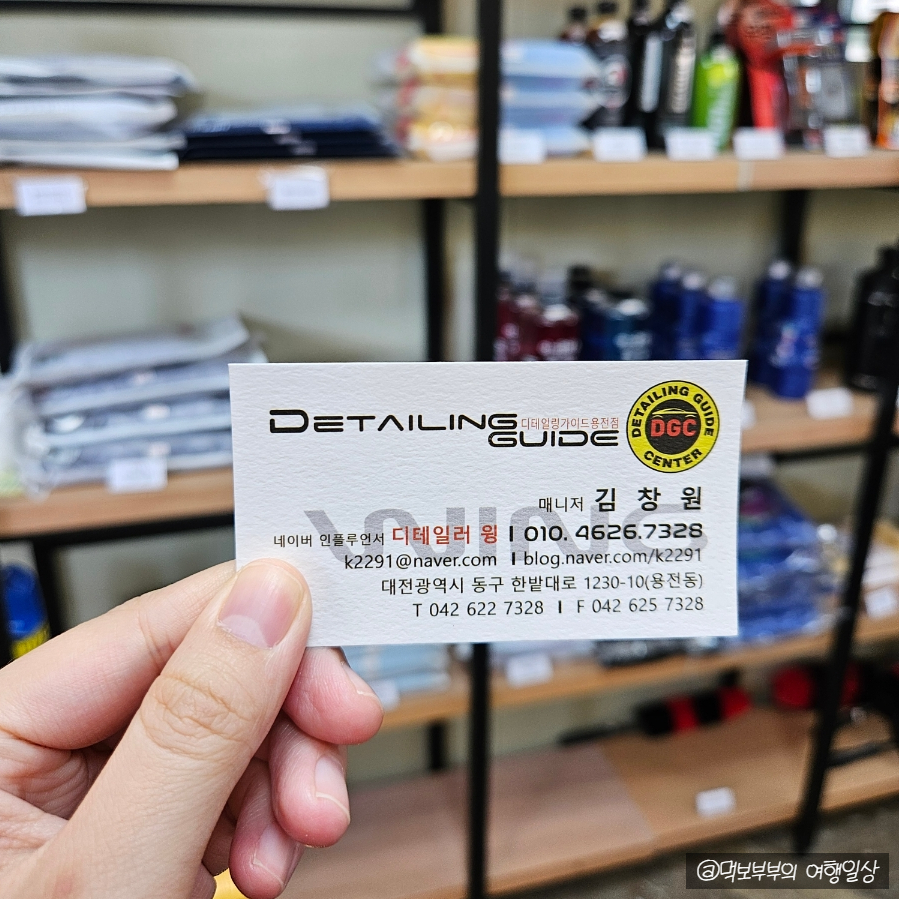 DETAILING 디테일링가이드용전점
GUIDE
DETAILING GUIDE
DGC
CENTER
매니저 김 창 원
WING
네이버 인플루언서 디테일러 윙 I 010. 4626.7328
k2291@naver.com I blog.naver.com/k2291
대전광역시 동구 한밭대로 1230-10(용전동)
T 042 622 7328 I F 042 625 7328
@먹보부부의 여행일상